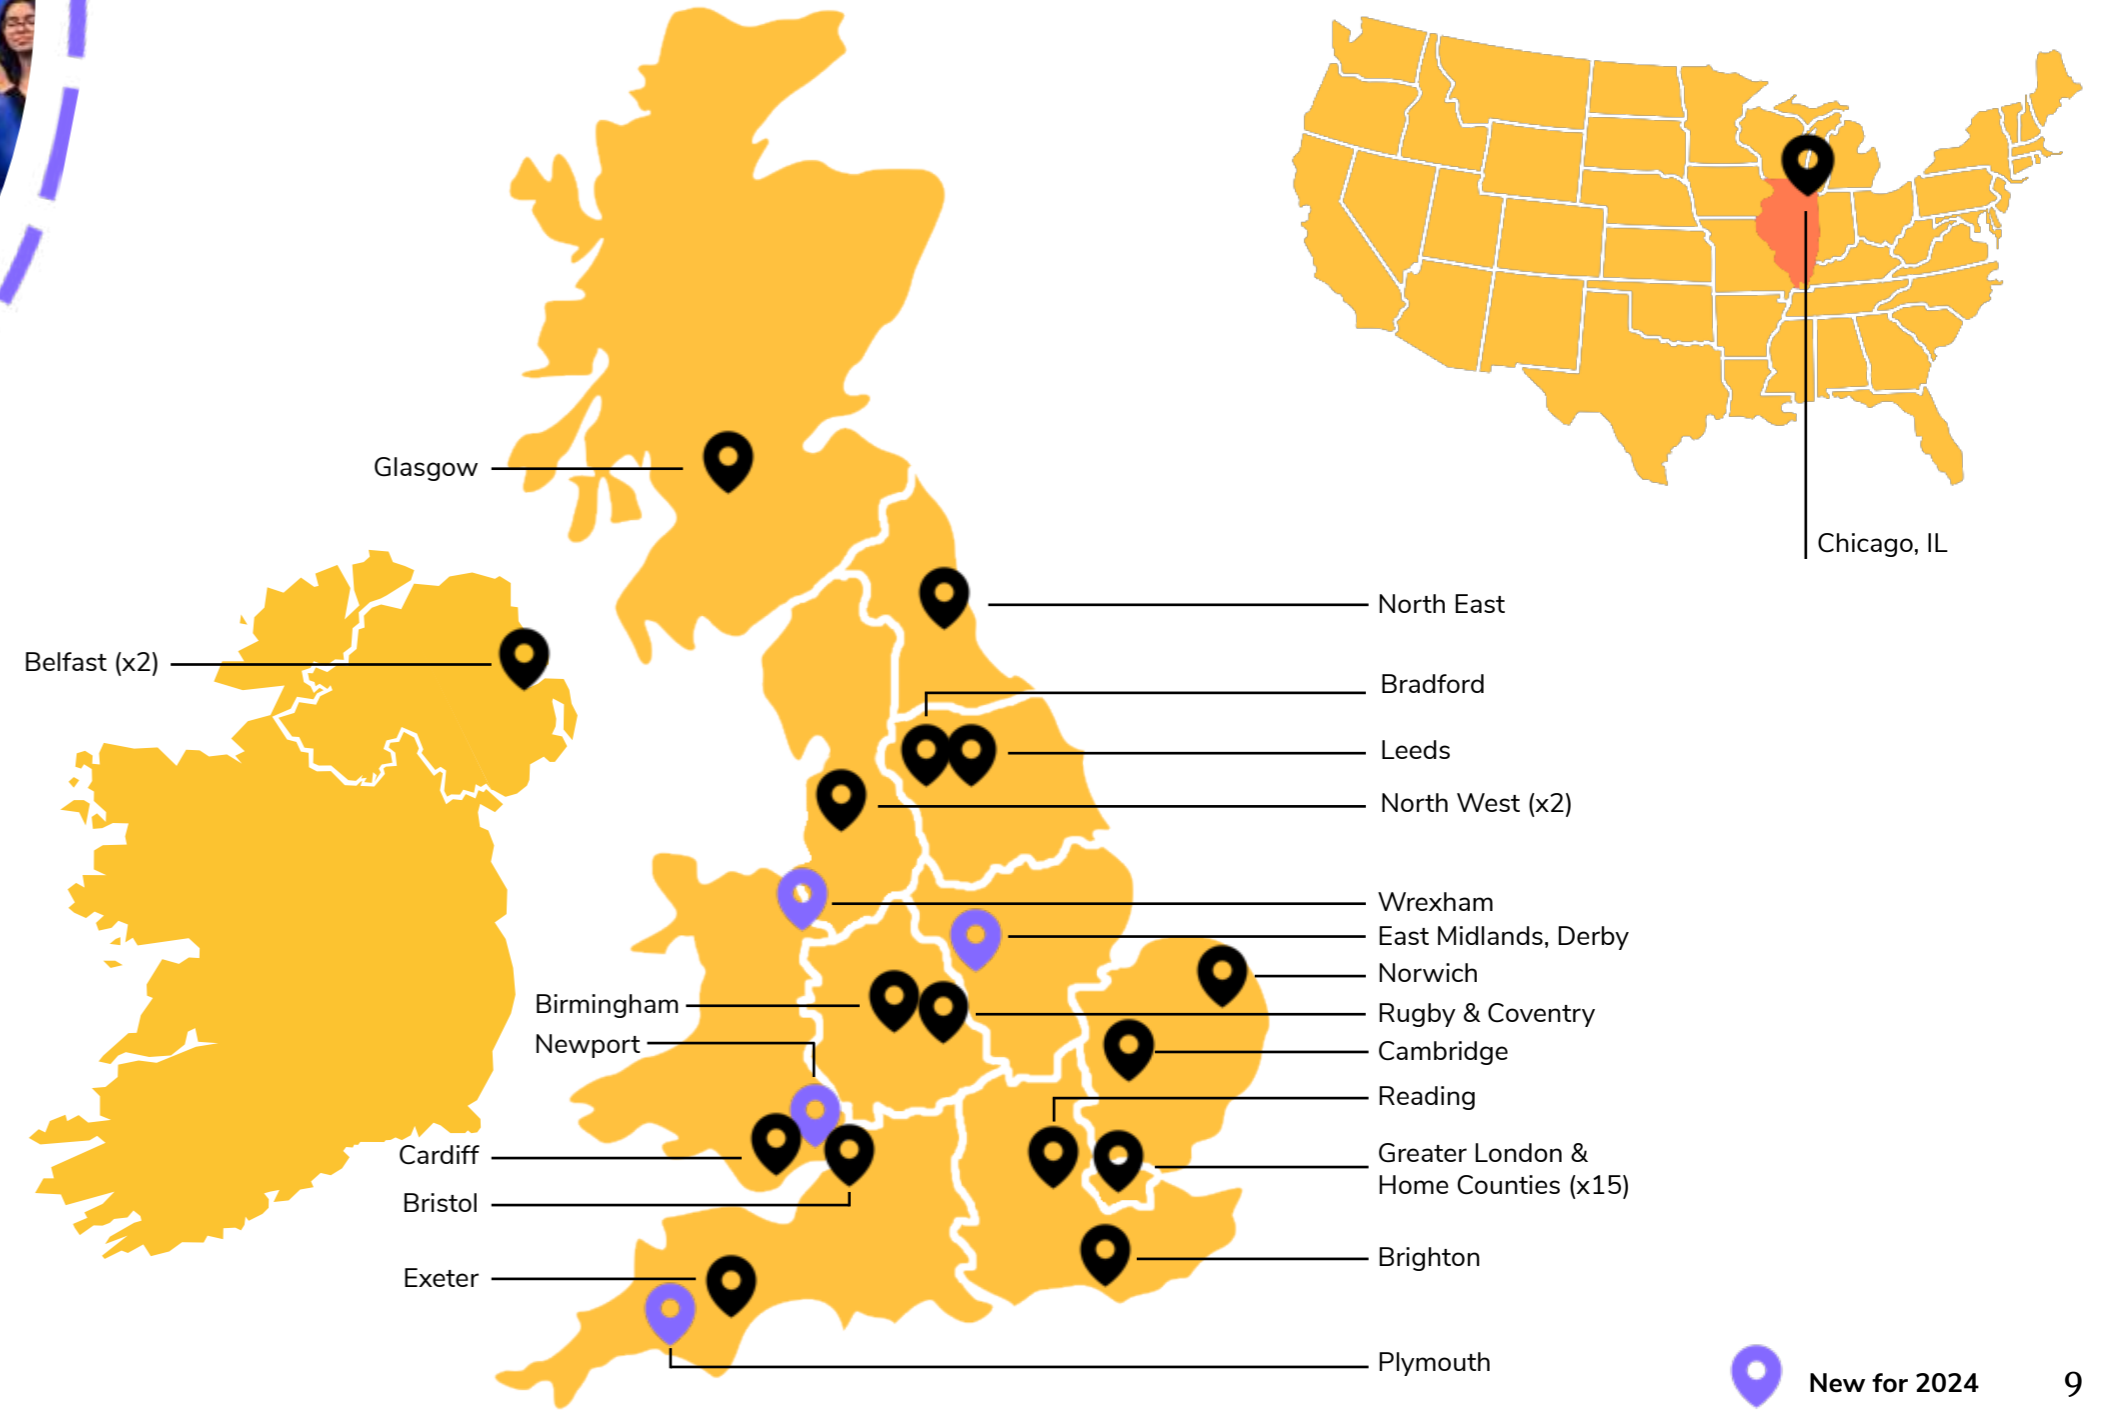 Glasgow
Chicago, IL
North East
Belfast (x2)
Bradford
Leeds
North West (x2)
Wrexham
East Midlands, Derby
Norwich
Birmingham
Rugby & Coventry
Newport
Cambridge
Reading
Cardiff
Greater London &
Home Counties (x15)
Bristol
Brighton
Exeter
Plymouth
New for 2024
9